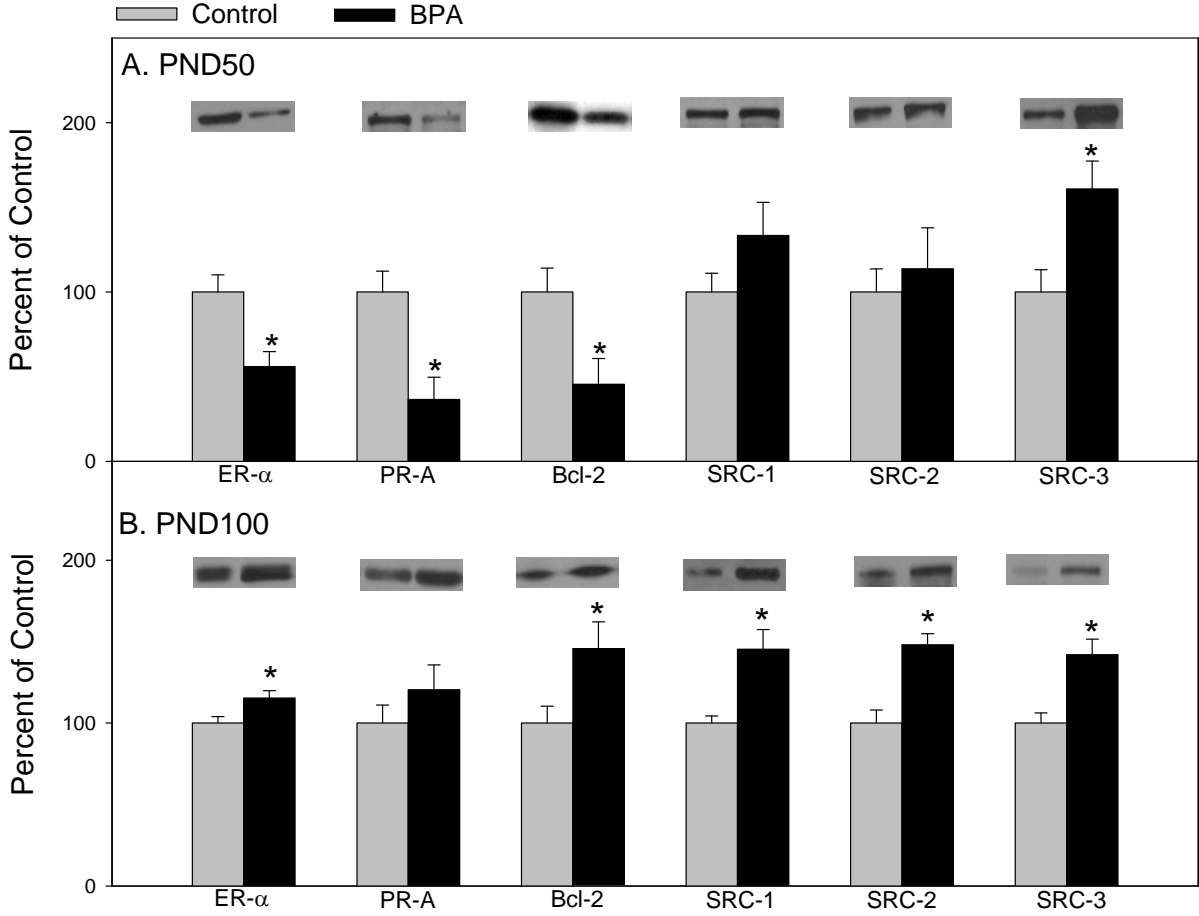 Control BPA
A. PND50
Percent of Control
200
100
0
* * * *
ER-α PR-A Bcl-2 SRC-1 SRC-2 SRC-3
B. PND100
Percent of Control
200
100
0
* * * * *
ER-α PR-A Bcl-2 SRC-1 SRC-2 SRC-3